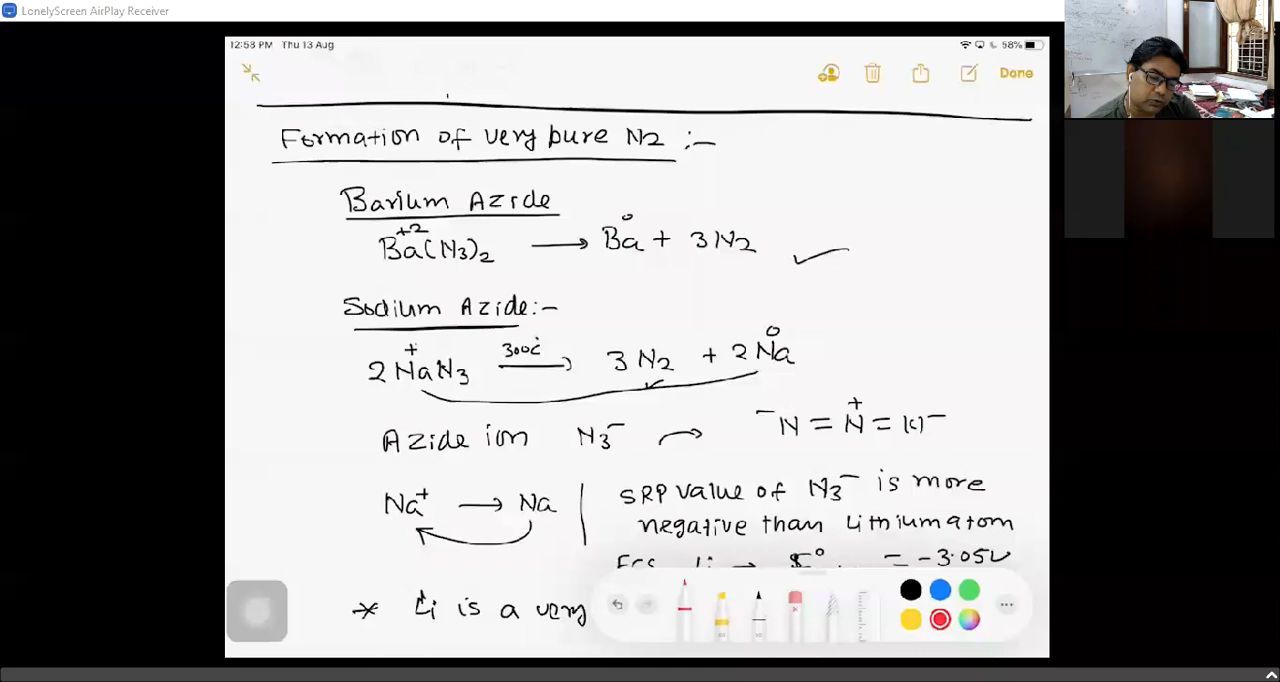 LonelyScreen AirPlay Receiver
12:58 PM Thu 13 Aug
58%
Done
Formation of very pure N2 :-
Barium Azide
+2 0
Ba(N3)2 → Ba + 3N2 ✓
Sodium Azide:-
+ 300°C 0
2NaN3 → 3N2 + 2Na
Azide ion N3⁻ → ⁻N = N⁺ = N⁻
Na⁺ → Na
SRP value of N3⁻ is more
negative than Lithium atom
Li → E° = -3.05V
* Li is a very